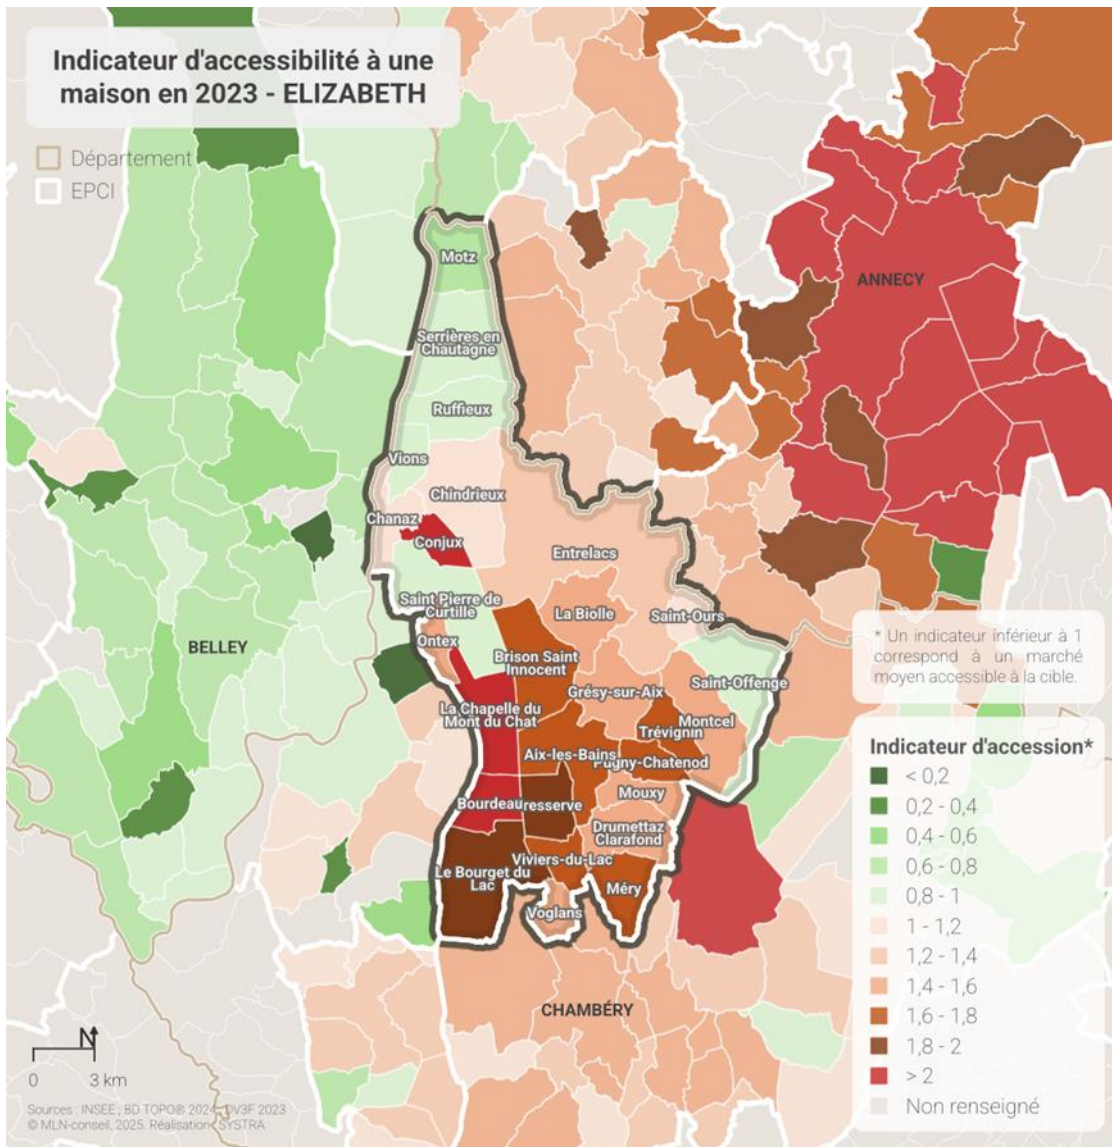 Indicateur d'accessibilité à une
maison en 2023 - ELIZABETH
Département
EPCI
Motz
ANNECY
Serrières en
Chautagne
Ruffieux
Vions
Chindrieux
Chanaz
Conjux
Entrelacs
Saint Pierre de
Curtille
La Biolle
Saint-Ours
Ontex
BELLEY
Brison Saint
Innocent
Grésy-sur-Aix
Saint-Offenge
La Chapelle du
Mont du Chat
Montcel
Trévignin
Aix-les-Bains
Pugny-Chatenod
Mouxy
Bourdeau
resserve
Drumettaz
Clarafond
Viviers-du-Lac
Le Bourget du
Lac
Méry
Voglans
CHAMBÉRY
* Un indicateur inférieur à 1
correspond à un marché
moyen accessible à la cible.
Indicateur d'accession*
< 0,2
0,2 - 0,4
0,4 - 0,6
0,6 - 0,8
0,8 - 1
1 - 1,2
1,2 - 1,4
1,4 - 1,6
1,6 - 1,8
1,8 - 2
> 2
Non renseigné
N
0 3 km
Sources : INSEE ; BD TOPO® 2024, DV3F 2023
© MLN-conseil, 2025. Réalisation : SYSTRA